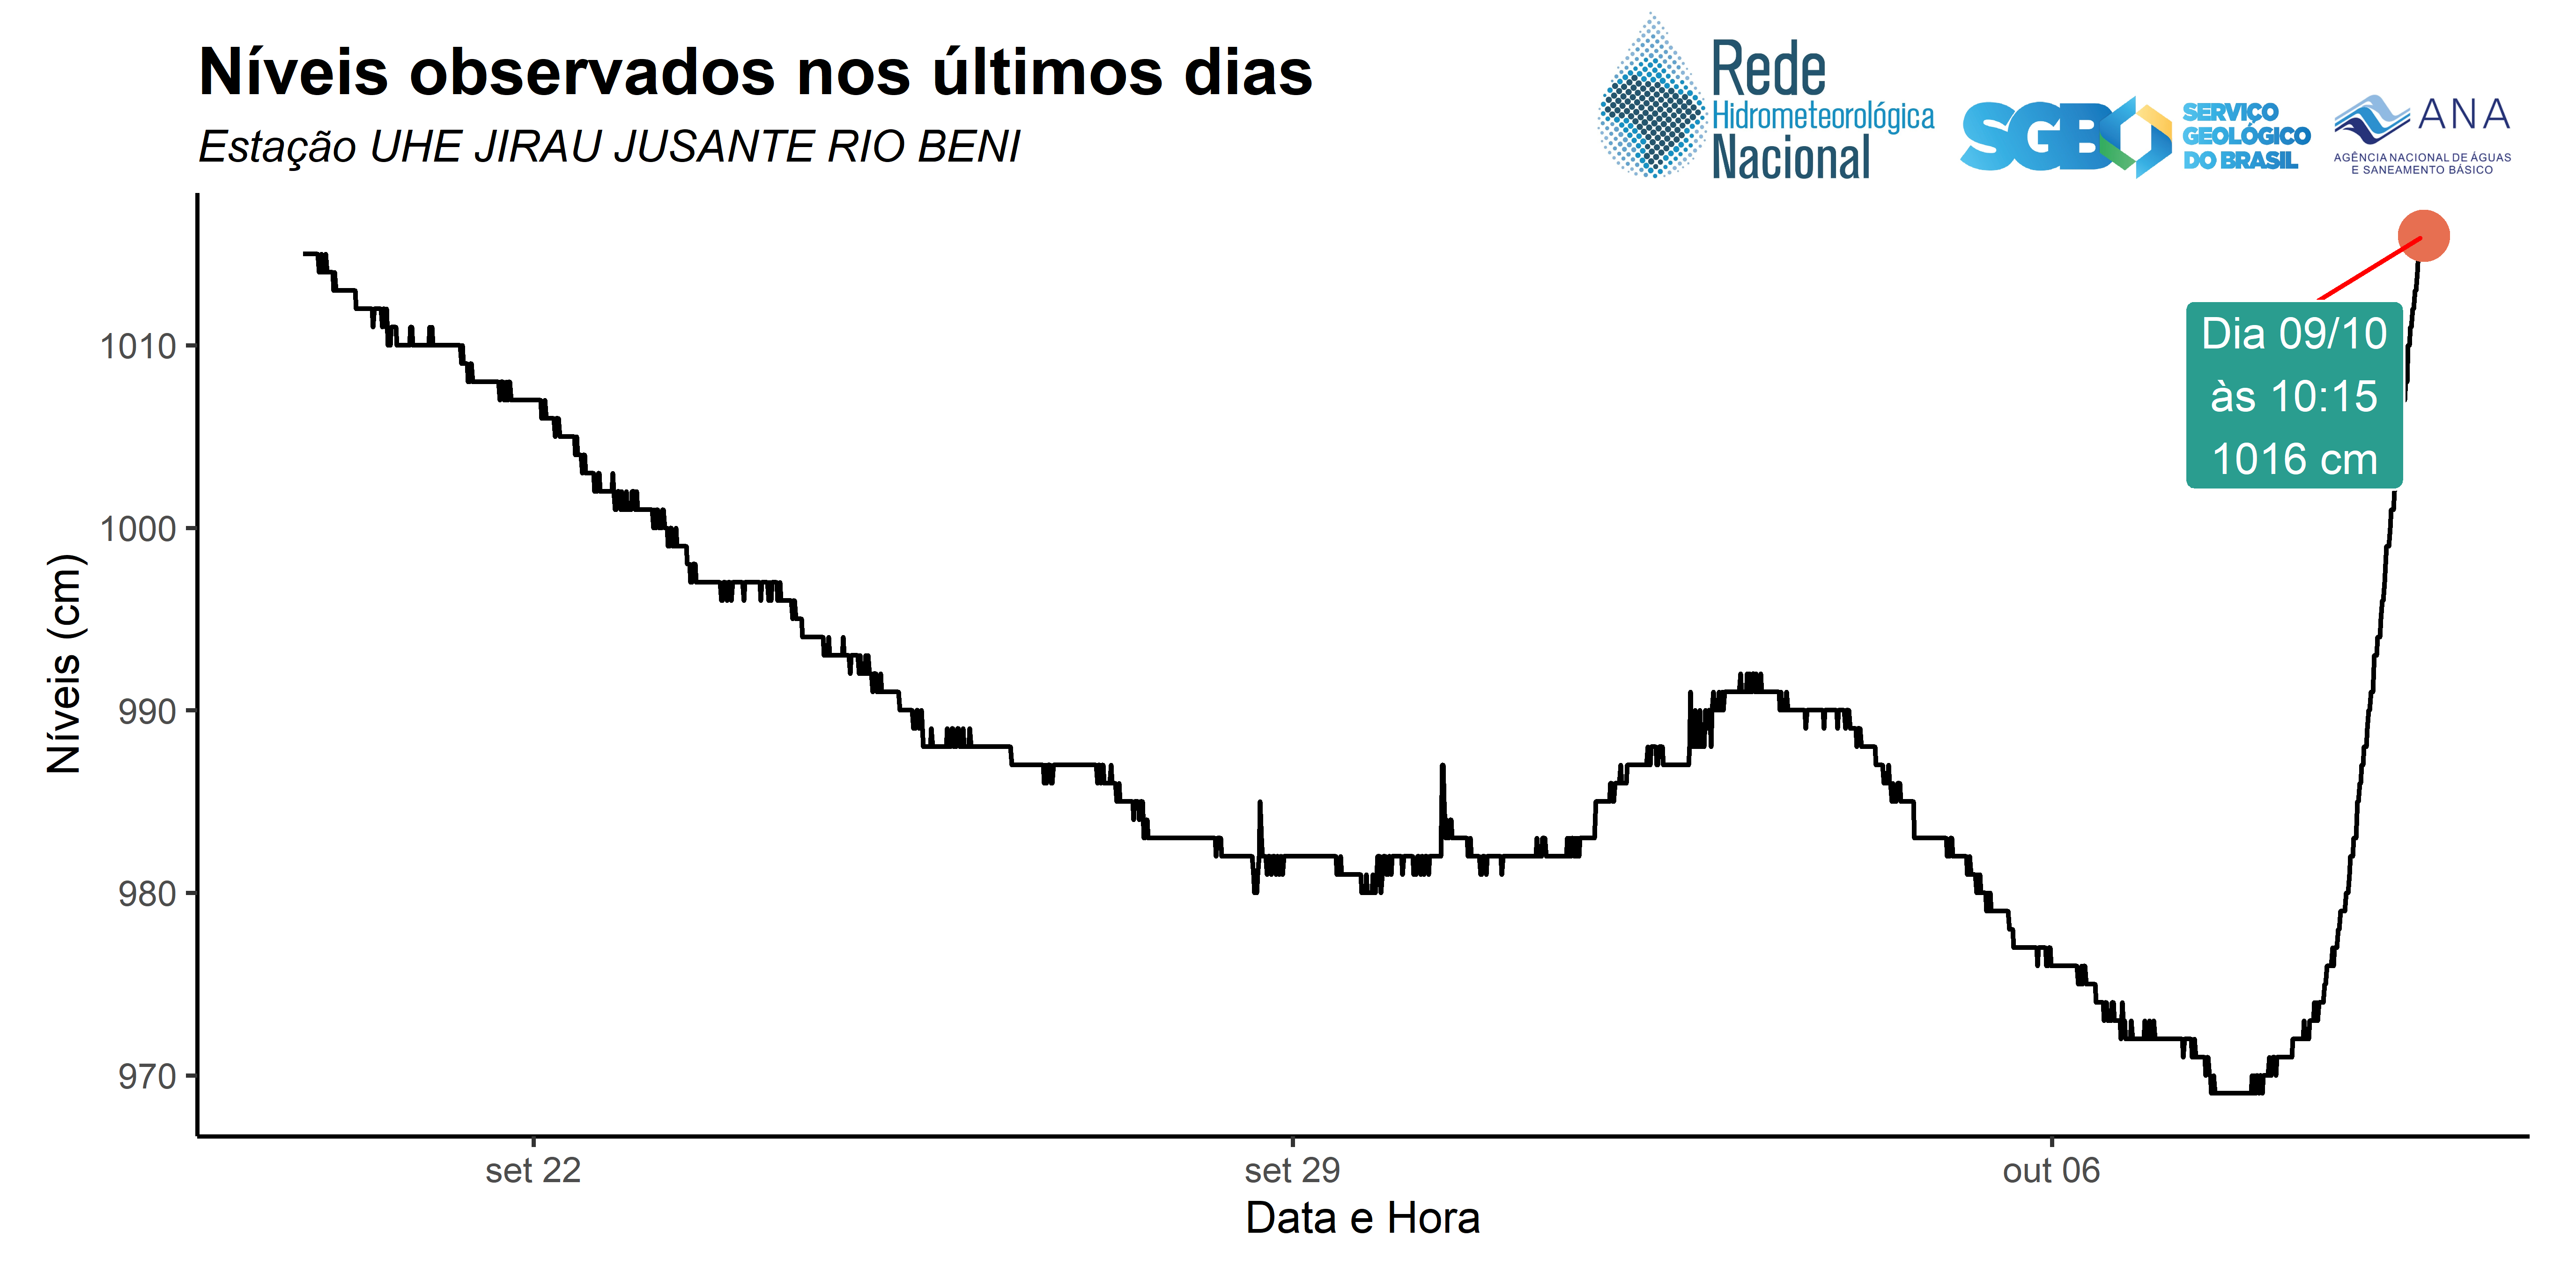 Níveis observados nos últimos dias
Estação UHE JIRAU JUSANTE RIO BENI
Rede
Hidrometeorológica
Nacional
SGB
SERVIÇO
GEOLÓGICO
DO BRASIL
ANA
AGÊNCIA NACIONAL DE ÁGUAS
E SANEAMENTO BÁSICO
Níveis (cm)
1010
1000
990
980
970
Dia 09/10
às 10:15
1016 cm
set 22
set 29
out 06
Data e Hora